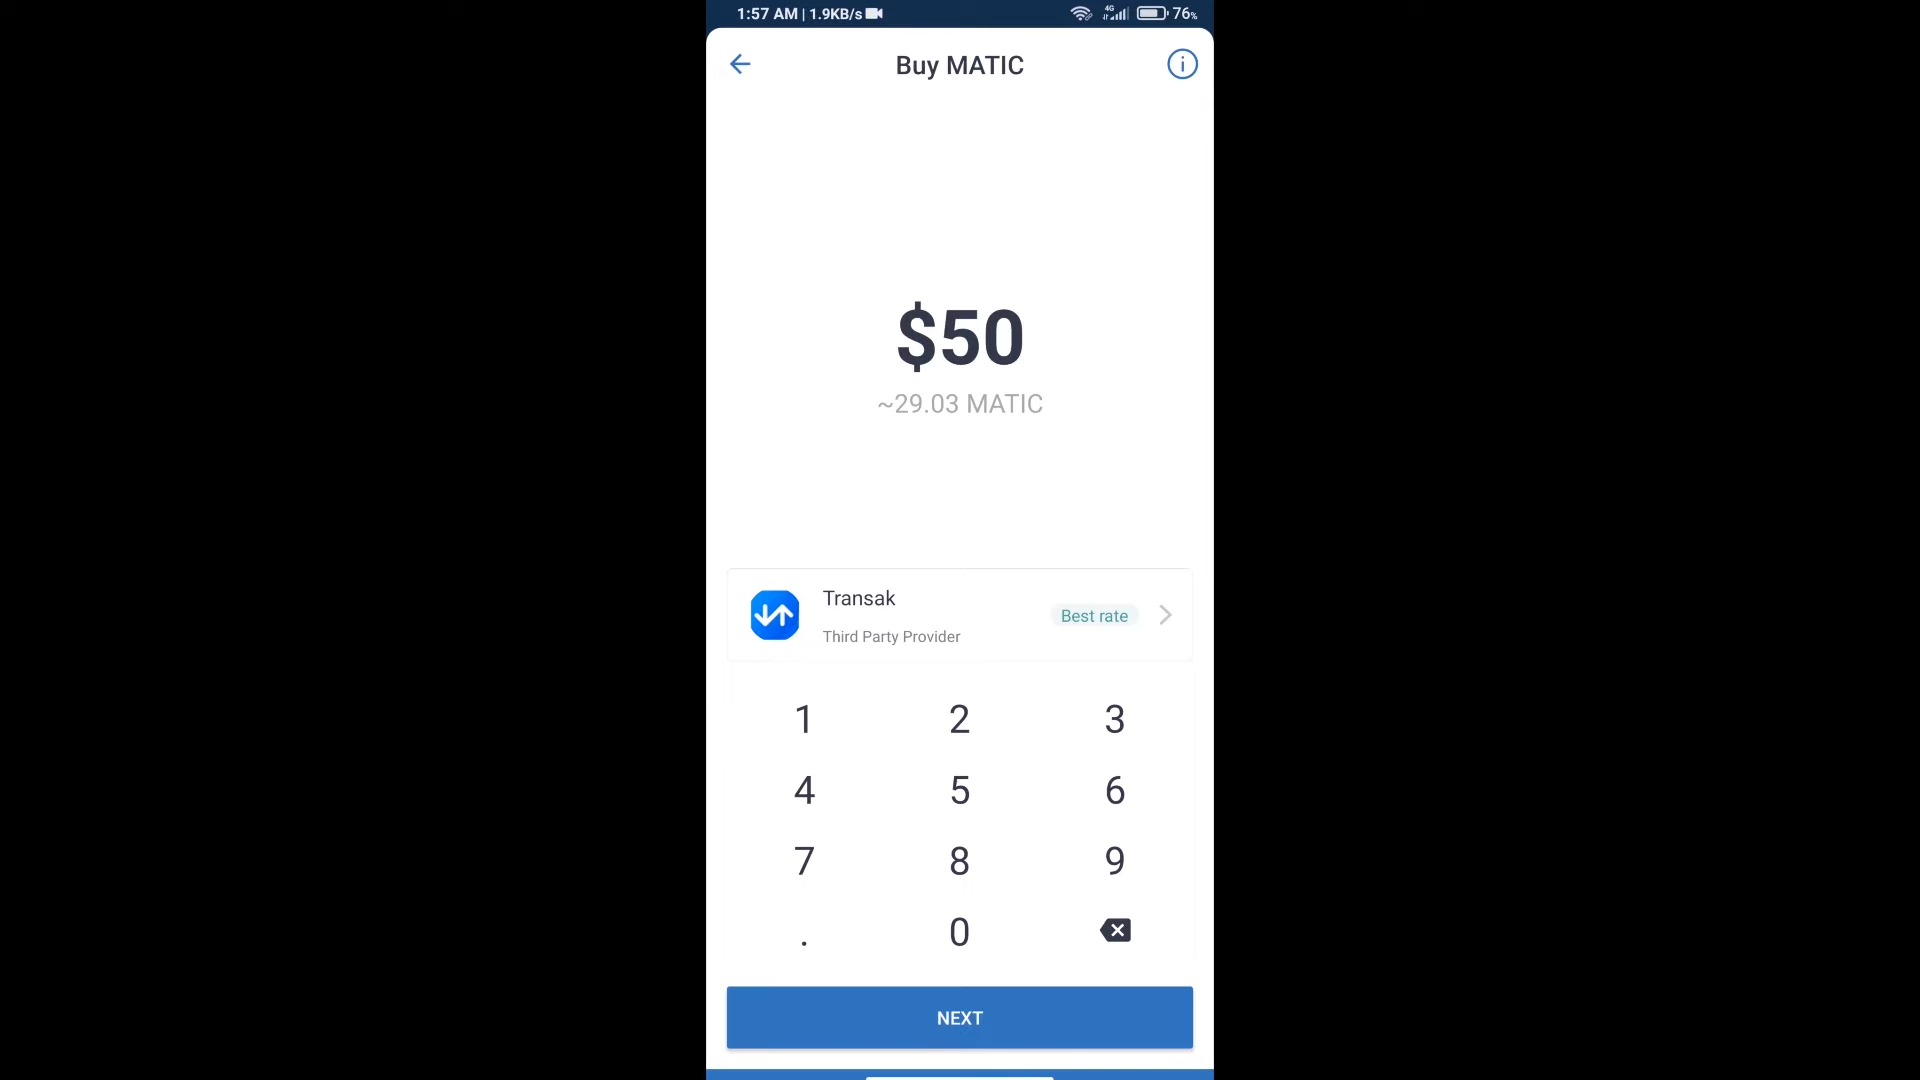 1:57 AM | 1.9KB/s 4G 76%
Buy MATIC
$50
~29.03 MATIC
Transak
Third Party Provider
Best rate
1 2 3
4 5 6
7 8 9
. 0
NEXT